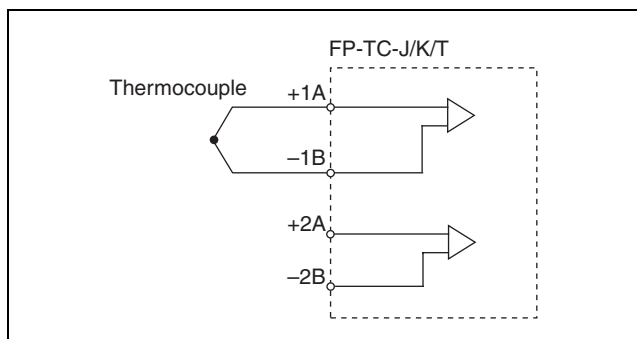 FP-TC-J/K/T
Thermocouple
+1A
–1B
+2A
–2B